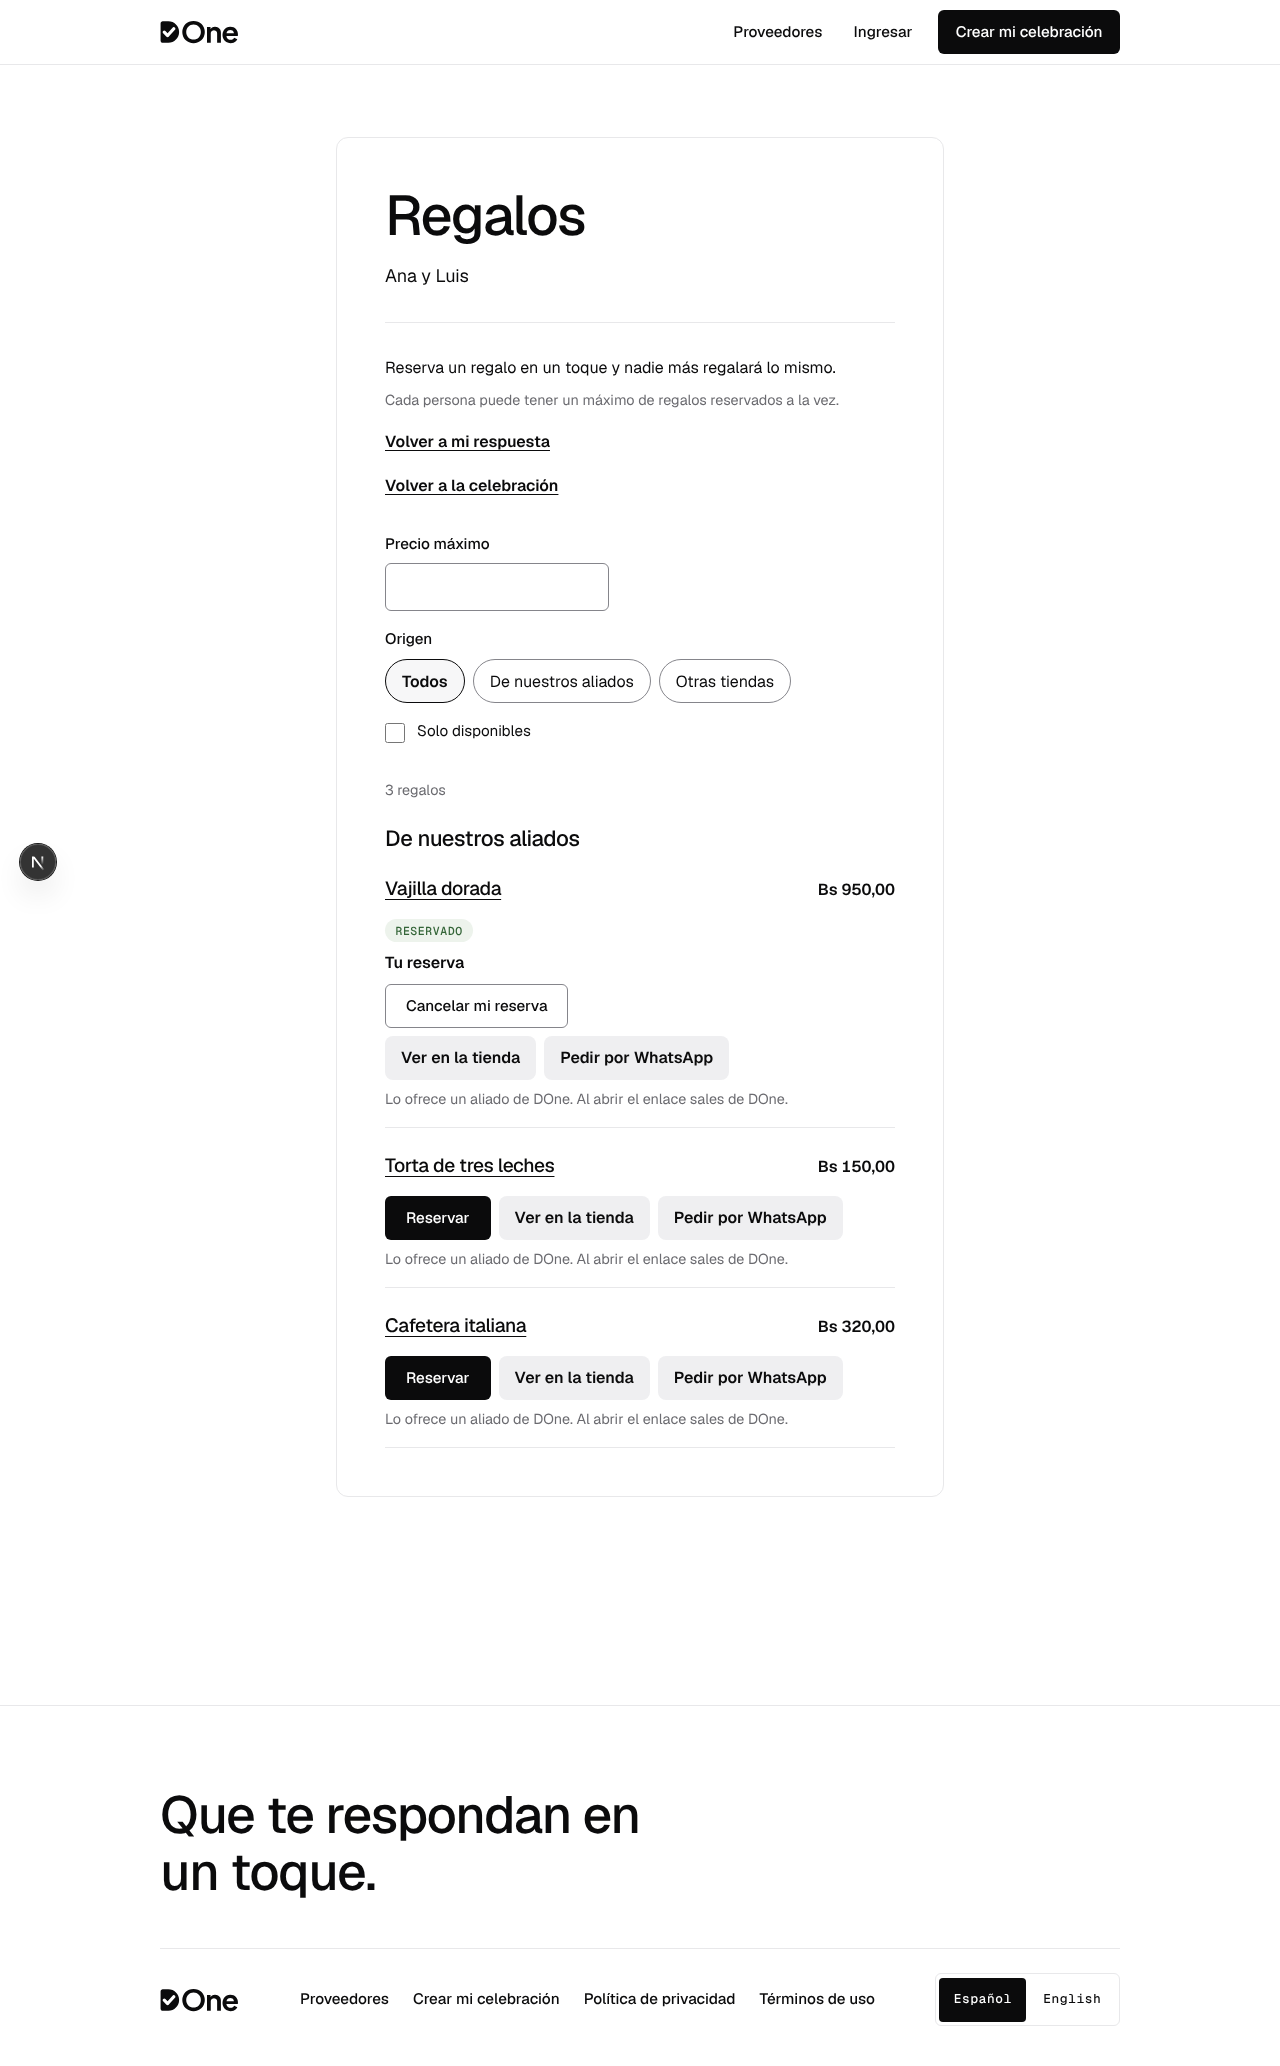 DOne
Proveedores
Ingresar
Crear mi celebración
Regalos
Ana y Luis
Reserva un regalo en un toque y nadie más regalará lo mismo.
Cada persona puede tener un máximo de regalos reservados a la vez.
Volver a mi respuesta
Volver a la celebración
Precio máximo
Origen
Todos
De nuestros aliados
Otras tiendas
Solo disponibles
3 regalos
De nuestros aliados
Vajilla dorada
Bs 950,00
RESERVADO
Tu reserva
Cancelar mi reserva
Ver en la tienda
Pedir por WhatsApp
Lo ofrece un aliado de DOne. Al abrir el enlace sales de DOne.
Torta de tres leches
Bs 150,00
Reservar
Ver en la tienda
Pedir por WhatsApp
Lo ofrece un aliado de DOne. Al abrir el enlace sales de DOne.
Cafetera italiana
Bs 320,00
Reservar
Ver en la tienda
Pedir por WhatsApp
Lo ofrece un aliado de DOne. Al abrir el enlace sales de DOne.
N
Que te respondan en
un toque.
DOne
Proveedores
Crear mi celebración
Política de privacidad
Términos de uso
Español
English